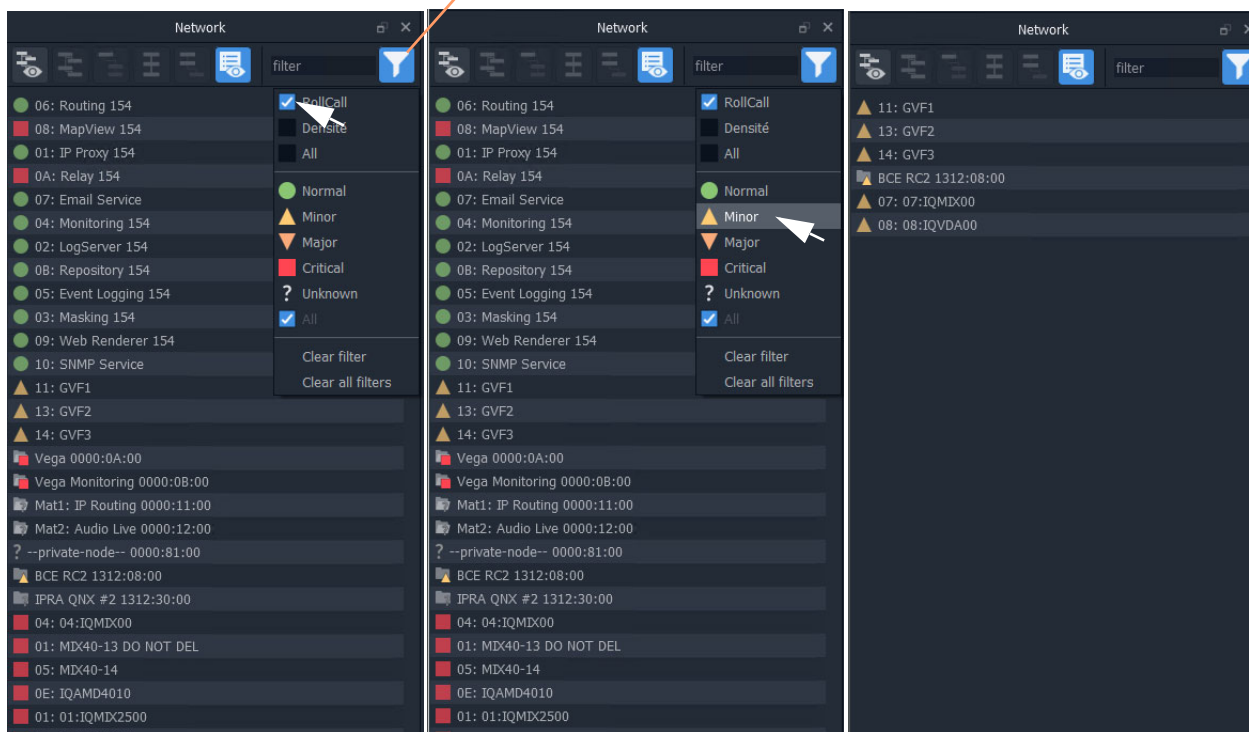 Network
filter
06: Routing 154
08: MapView 154
01: IP Proxy 154
0A: Relay 154
07: Email Service
04: Monitoring 154
02: LogServer 154
0B: Repository 154
05: Event Logging 154
03: Masking 154
09: Web Renderer 154
10: SNMP Service
11: GVF1
13: GVF2
14: GVF3
Vega 0000:0A:00
Vega Monitoring 0000:0B:00
Mat1: IP Routing 0000:11:00
Mat2: Audio Live 0000:12:00
? --private-node-- 0000:81:00
BCE RC2 1312:08:00
IPRA QNX #2 1312:30:00
04: 04:IQMIX00
01: MIX40-13 DO NOT DEL
05: MIX40-14
0E: IQAMD4010
01: 01:IQMIX2500
RollCall
Densité
All
Normal
Minor
Major
Critical
? Unknown
All
Clear filter
Clear all filters
Network
filter
06: Routing 154
08: MapView 154
01: IP Proxy 154
0A: Relay 154
07: Email Service
04: Monitoring 154
02: LogServer 154
0B: Repository 154
05: Event Logging 154
03: Masking 154
09: Web Renderer 154
10: SNMP Service
11: GVF1
13: GVF2
14: GVF3
Vega 0000:0A:00
Vega Monitoring 0000:0B:00
Mat1: IP Routing 0000:11:00
Mat2: Audio Live 0000:12:00
? --private-node-- 0000:81:00
BCE RC2 1312:08:00
IPRA QNX #2 1312:30:00
04: 04:IQMIX00
01: MIX40-13 DO NOT DEL
05: MIX40-14
0E: IQAMD4010
01: 01:IQMIX2500
RollCall
Densité
All
Normal
Minor
Major
Critical
? Unknown
All
Clear filter
Clear all filters
Network
filter
11: GVF1
13: GVF2
14: GVF3
BCE RC2 1312:08:00
07: 07:IQMIX00
08: 08:IQVDA00